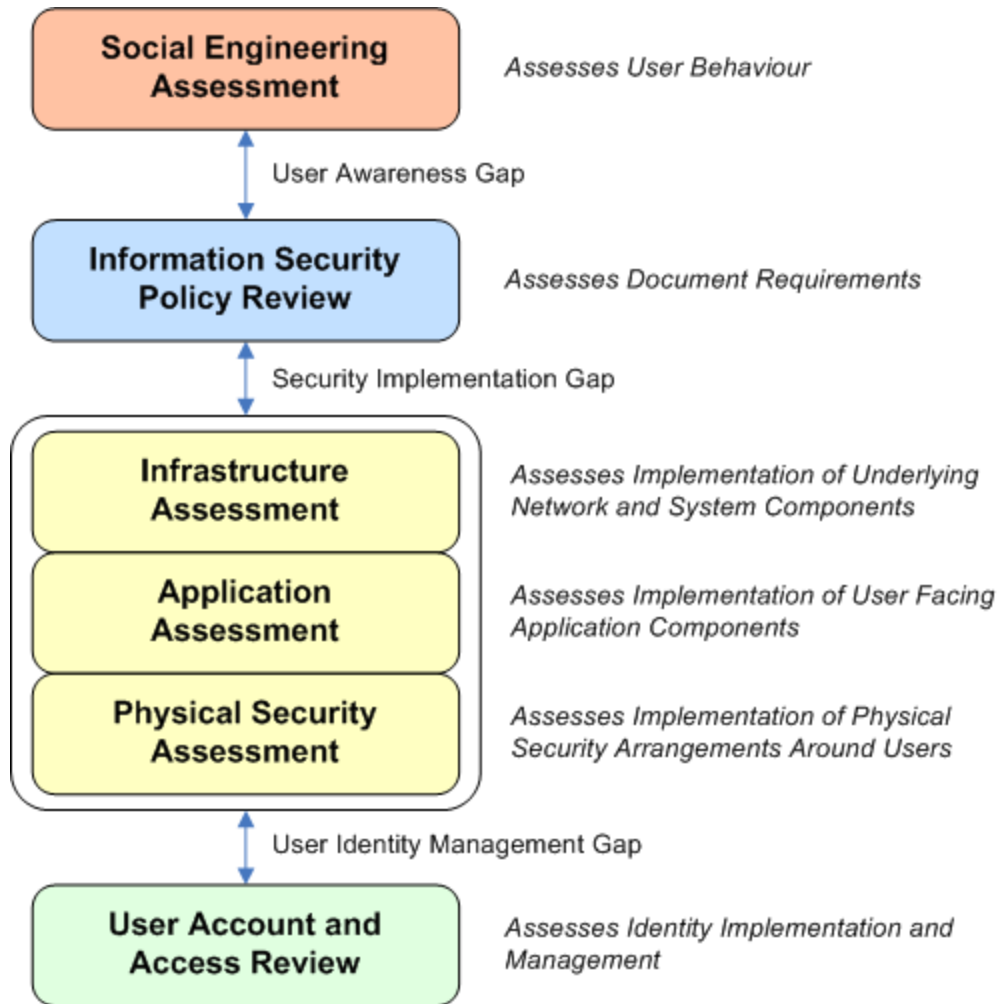 Social Engineering
Assessment
Assesses User Behaviour
User Awareness Gap
Information Security
Policy Review
Assesses Document Requirements
Security Implementation Gap
Infrastructure
Assessment
Assesses Implementation of Underlying
Network and System Components
Application
Assessment
Assesses Implementation of User Facing
Application Components
Physical Security
Assessment
Assesses Implementation of Physical
Security Arrangements Around Users
User Identity Management Gap
User Account and
Access Review
Assesses Identity Implementation and
Management